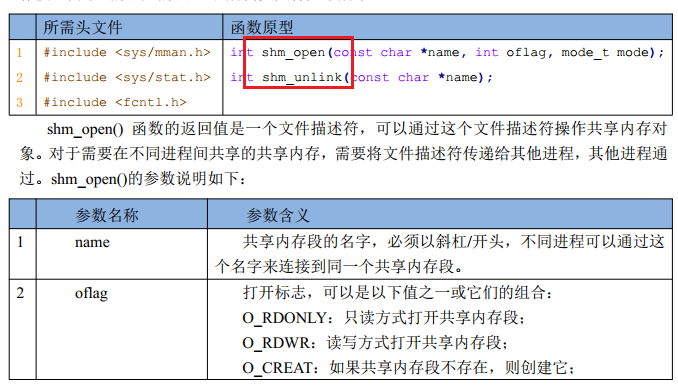 所需头文件 函数原型
1 #include <sys/mman.h> int shm_open(const char *name, int oflag, mode_t mode);
2 #include <sys/stat.h> int shm_unlink(const char *name);
3 #include <fcntl.h>
shm_open() 函数的返回值是一个文件描述符，可以通过这个文件描述符操作共享内存对
象。对于需要在不同进程间共享的共享内存，需要将文件描述符传递给其他进程，其他进程通
过。shm_open()的参数说明如下：
参数名称 参数含义
1 name 共享内存段的名字，必须以斜杠/开头，不同进程可以通过这
个名字来连接到同一个共享内存段。
2 oflag 打开标志，可以是以下值之一或它们的组合：
O_RDONLY：只读方式打开共享内存段；
O_RDWR：读写方式打开共享内存段；
O_CREAT：如果共享内存段不存在，则创建它；